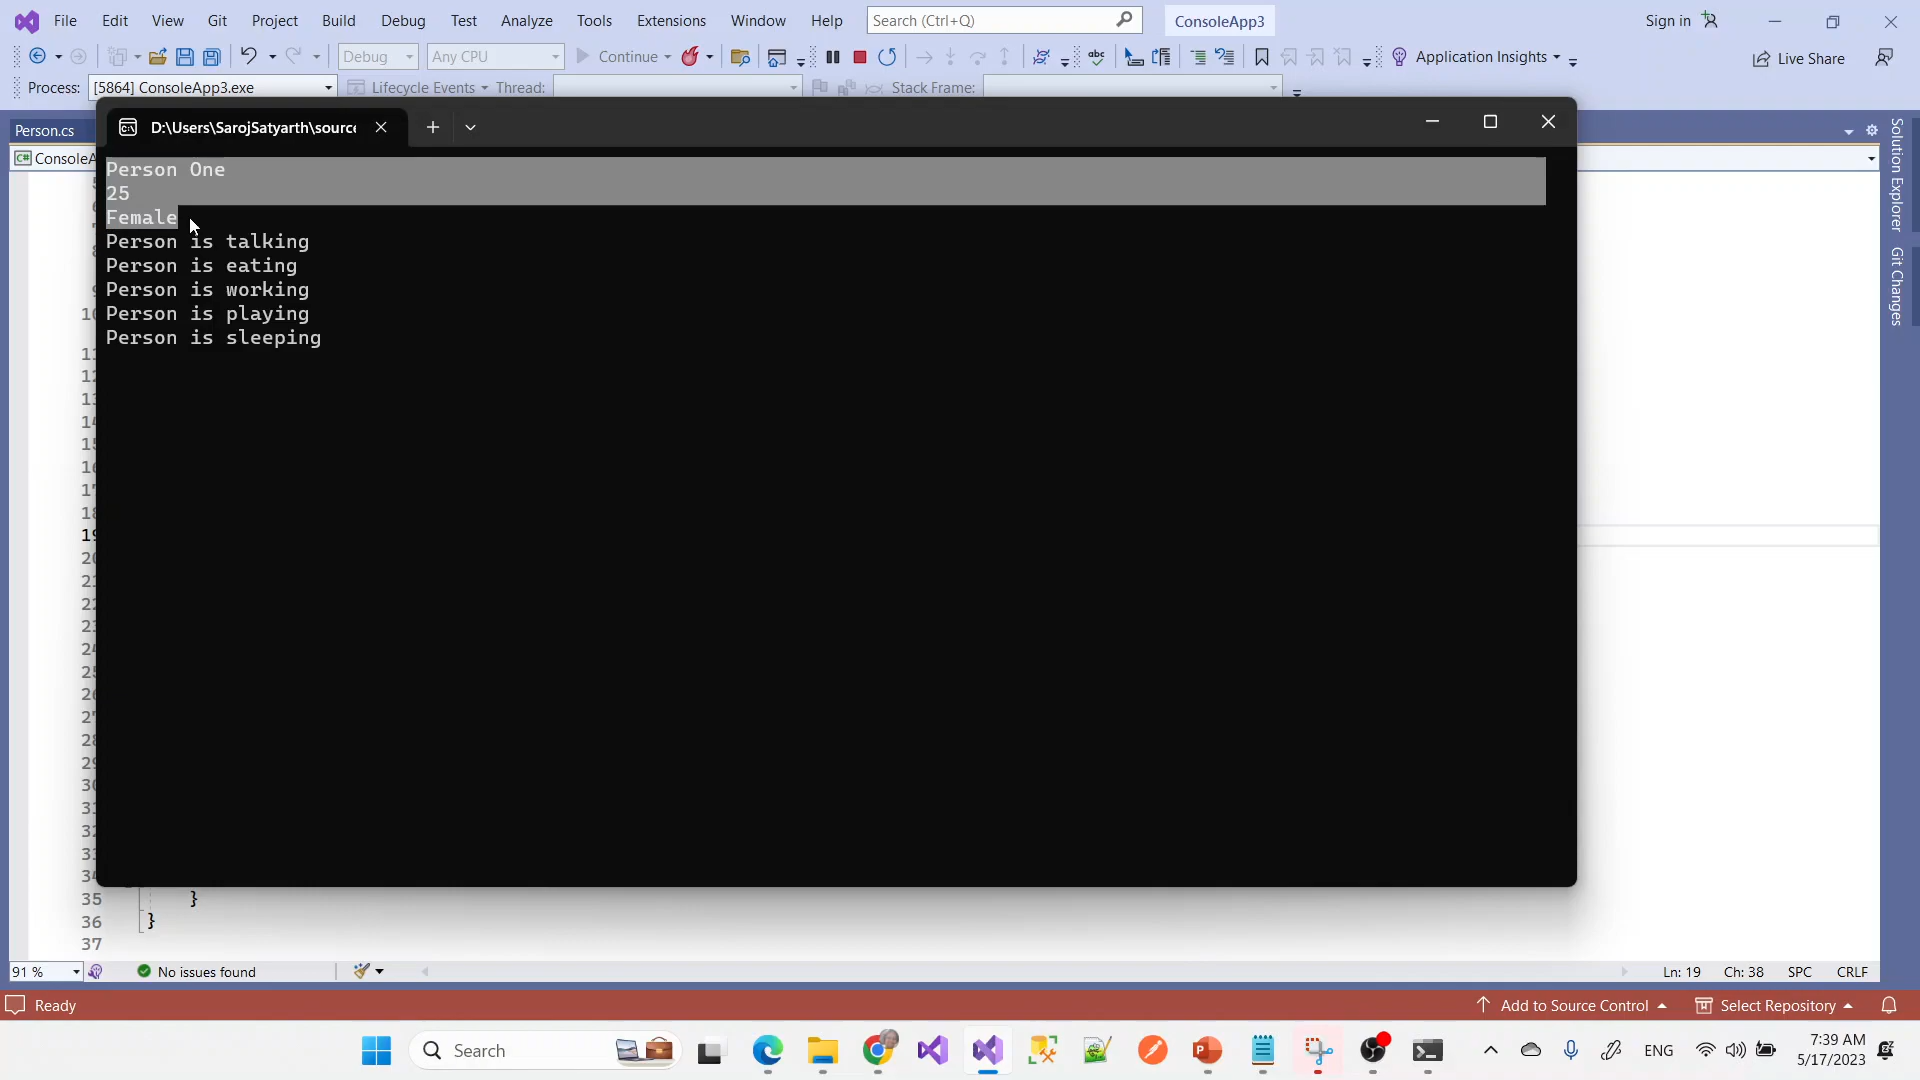 File Edit View Git Project Build Debug Test Analyze Tools Extensions Window Help Search (Ctrl+Q) ConsoleApp3 Sign in
Debug Any CPU Continue abc Application Insights Live Share
Process: [5864] ConsoleApp3.exe Lifecycle Events Thread: Stack Frame:
Person.cs
D:\Users\SarojSatyarth\source
C# ConsoleA
Solution Explorer
Git Changes
Person One
25
Female
Person is talking
Person is eating
Person is working
Person is playing
Person is sleeping
35 }
36 }
37
91 % No issues found Ln: 19 Ch: 38 SPC CRLF
Ready Add to Source Control Select Repository
Search
ENG
7:39 AM
5/17/2023